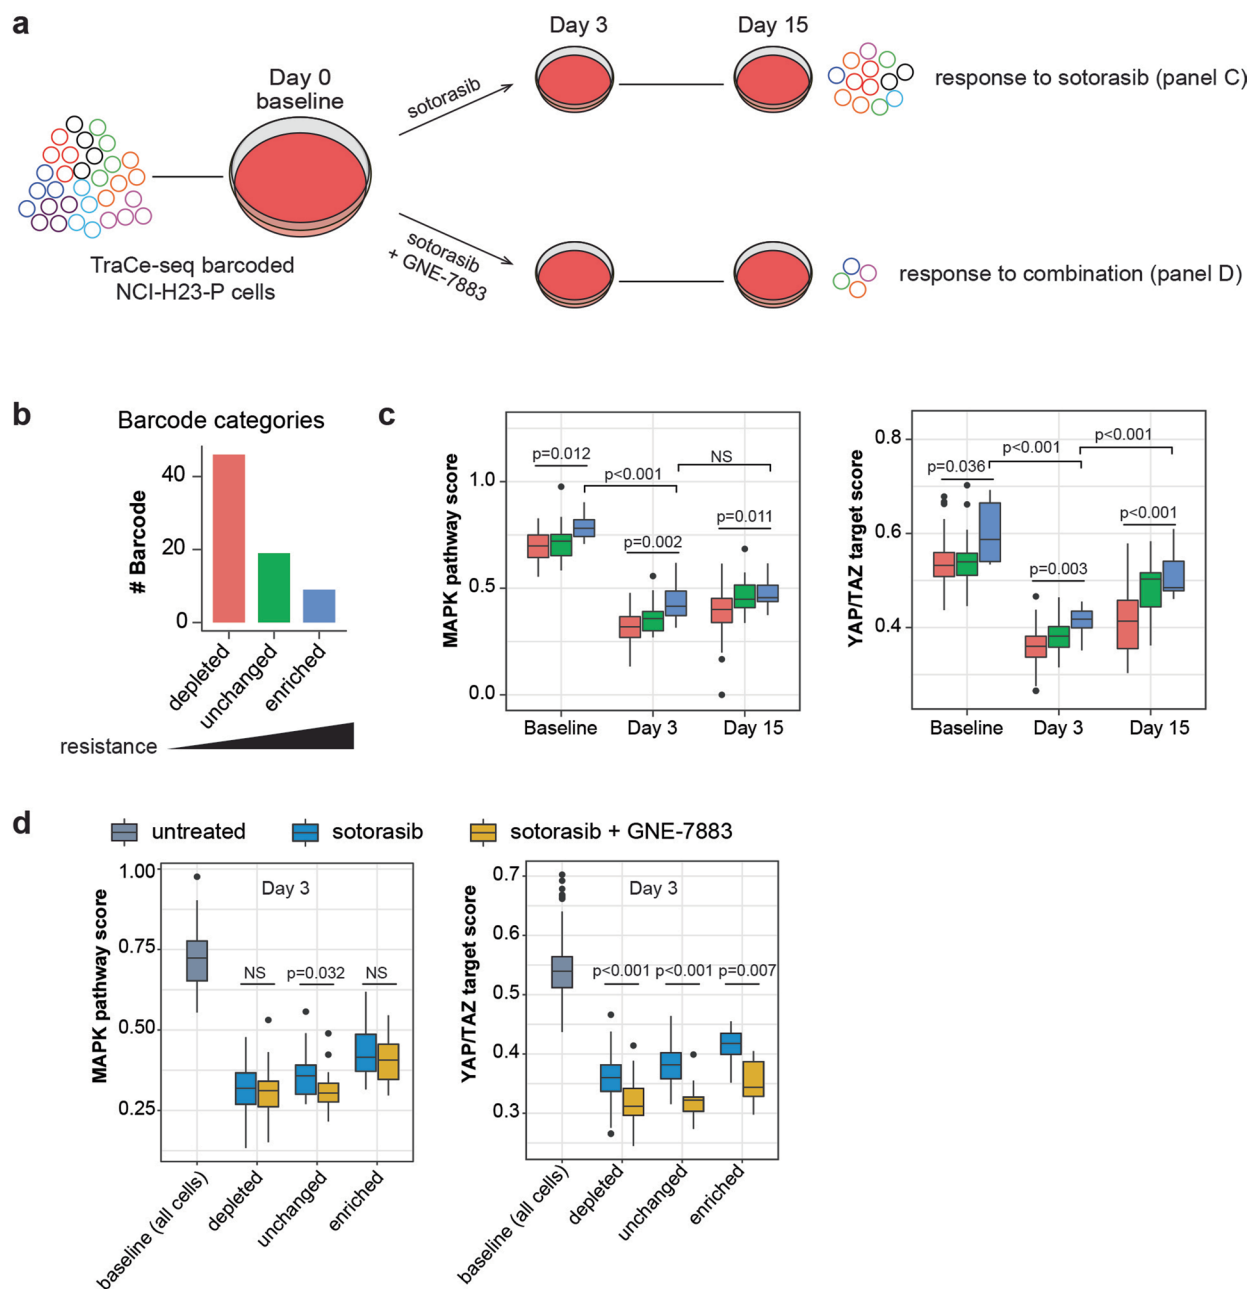 a
Day 0
baseline
Day 3
Day 15
sotorasib
response to sotorasib (panel C)
sotorasib
+ GNE-7883
response to combination (panel D)
TraCe-seq barcoded
NCI-H23-P cells
b
Barcode categories
# Barcode
40
20
0
depleted
unchanged
enriched
resistance
c
MAPK pathway score
1.0
0.5
0.0
p=0.012
p<0.001
NS
p=0.002
p=0.011
Baseline
Day 3
Day 15
YAP/TAZ target score
0.8
0.6
0.4
p=0.036
p<0.001
p<0.001
p=0.003
p<0.001
Baseline
Day 3
Day 15
d
untreated
sotorasib
sotorasib + GNE-7883
MAPK pathway score
1.00
0.75
0.50
0.25
Day 3
NS
p=0.032
NS
baseline (all cells)
depleted
unchanged
enriched
YAP/TAZ target score
0.7
0.6
0.5
0.4
0.3
Day 3
p<0.001
p<0.001
p=0.007
baseline (all cells)
depleted
unchanged
enriched